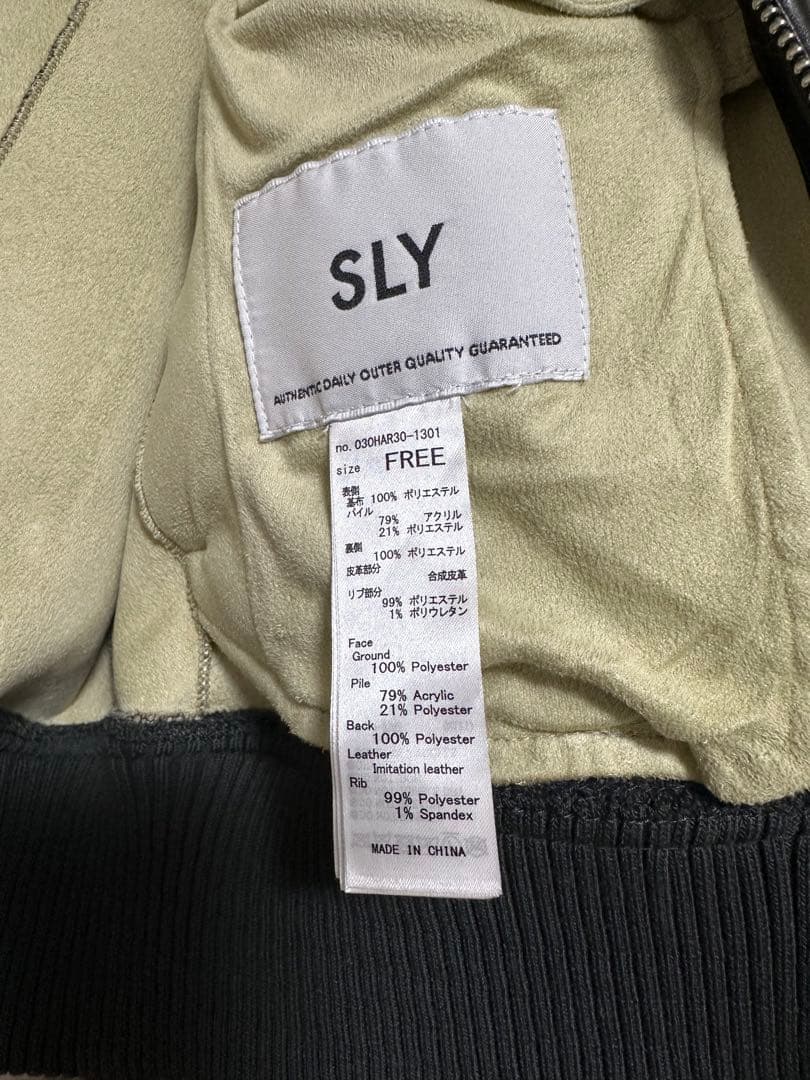 SLY
AUTHENTIC DAILY OUTER QUALITY GUARANTEED
no. 030HAR30-1301
size FREE
表側
基布 100% ポリエステル
パイル
79% アクリル
21% ポリエステル
裏側
100% ポリエステル
皮革部分
合成皮革
リブ部分
99% ポリエステル
1% ポリウレタン
Face
Ground
100% Polyester
Pile
79% Acrylic
21% Polyester
Back
100% Polyester
Leather
Imitation leather
Rib
99% Polyester
1% Spandex
MADE IN CHINA